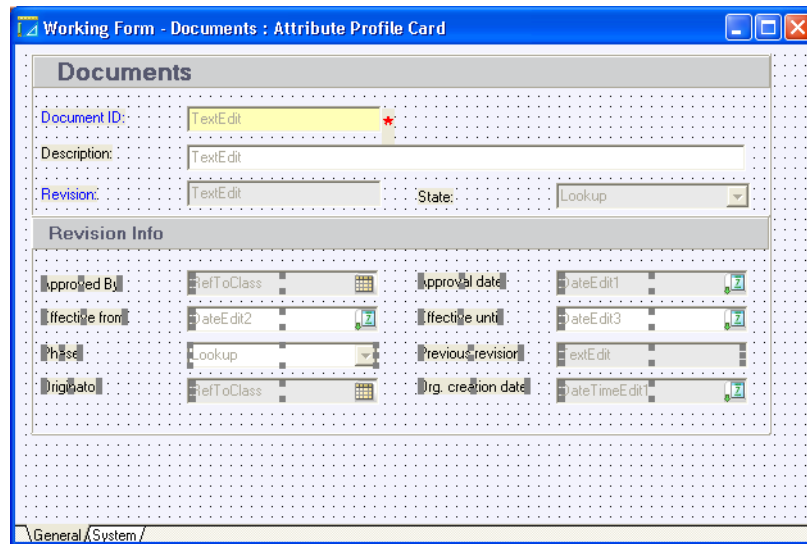 Working Form - Documents : Attribute Profile Card
Documents
Document ID: TextEdit *
Description: TextEdit
Revision: TextEdit State: Lookup
Revision Info
Approved By RefToClass Approval date DateEdit1
Effective from DateEdit2 Effective until DateEdit3
Phase Lookup Previous revision TextEdit
Originator RefToClass Org. creation date DateTimeEdit1
General System